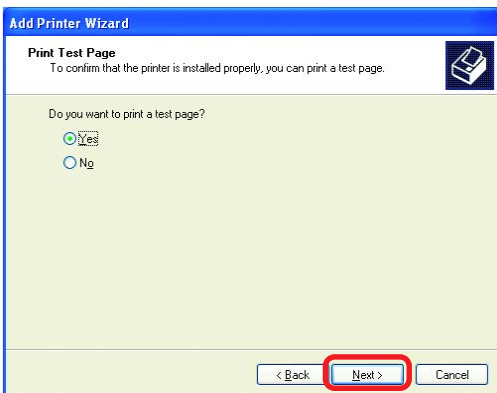 Add Printer Wizard
Print Test Page
To confirm that the printer is installed properly, you can print a test page.
Do you want to print a test page?
Yes
No
< Back
Next >
Cancel